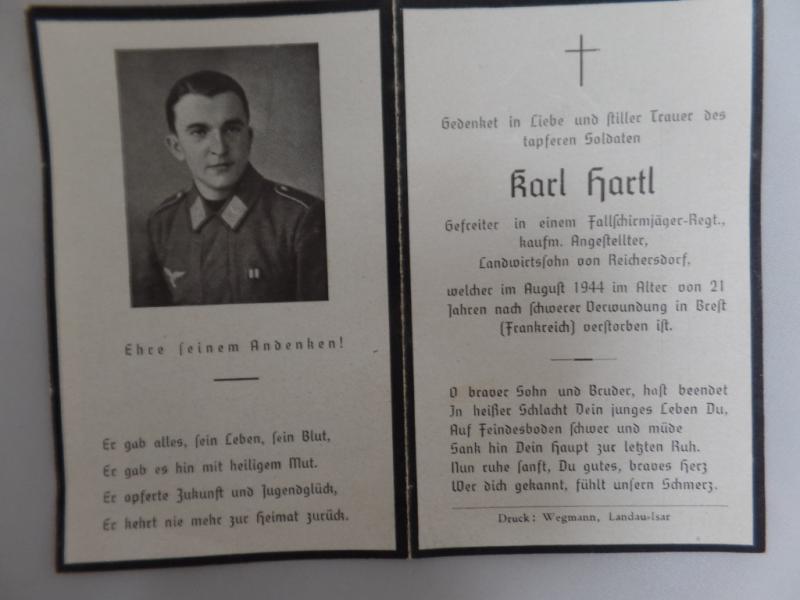 Ehre seinem Andenken!
Er gab alles, sein Leben, sein Blut,
Er gab es hin mit heiligem Mut.
Er opferte Zukunft und Jugendglück,
Er kehrt nie mehr zur Heimat zurück.
Gedenket in Liebe und stiller Trauer des
tapferen Soldaten
Karl Hartl
Gefreiter in einem Fallschirmjäger-Regt.,
kaufm. Angestellter,
Landwirtssohn von Reichersdorf,
welcher im August 1944 im Alter von 21
Jahren nach schwerer Verwundung in Brest
(Frankreich) verstorben ist.
O braver Sohn und Bruder, hast beendet
In heißer Schlacht Dein junges Leben Du,
Auf Feindesboden schwer und müde
Sank hin Dein Haupt zur letzten Ruh.
Nun ruhe sanft, Du gutes, braves Herz
Wer dich gekannt, fühlt unsern Schmerz.
Druck: Wegmann, Landau-Isar